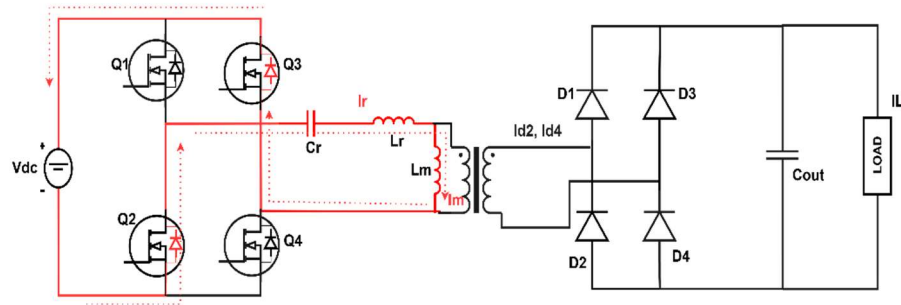 Q1
Q3
D1
D3
IL
Ir
Id2, Id4
Cr
Lr
Vdc
+
-
Lm
Cout
LOAD
Im
Q2
Q4
D2
D4